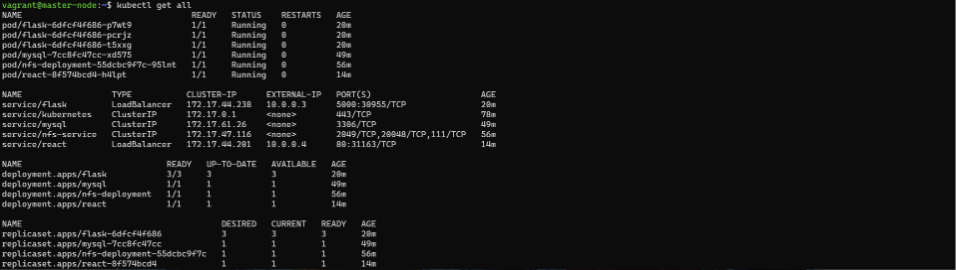 vagrant@master-node:~$ kubectl get all
NAME READY STATUS RESTARTS AGE
pod/flask-6dfcf4f686-p7wt9 1/1 Running 0 20m
pod/flask-6dfcf4f686-pcrjz 1/1 Running 0 20m
pod/flask-6dfcf4f686-t5xxg 1/1 Running 0 20m
pod/mysql-7cc8fc47cc-xd575 1/1 Running 0 49m
pod/nfs-deployment-55dcbc9f7c-95lnt 1/1 Running 0 56m
pod/react-8f574bcd4-h4lpt 1/1 Running 0 14m
NAME TYPE CLUSTER-IP EXTERNAL-IP PORT(S) AGE
service/flask LoadBalancer 172.17.44.238 10.0.0.3 5000:30955/TCP 20m
service/kubernetes ClusterIP 172.17.0.1 <none> 443/TCP 78m
service/mysql ClusterIP 172.17.61.26 <none> 3306/TCP 49m
service/nfs-service ClusterIP 172.17.47.116 <none> 2049/TCP,20048/TCP,111/TCP 56m
service/react LoadBalancer 172.17.44.201 10.0.0.4 80:31163/TCP 14m
NAME READY UP-TO-DATE AVAILABLE AGE
deployment.apps/flask 3/3 3 3 20m
deployment.apps/mysql 1/1 1 1 49m
deployment.apps/nfs-deployment 1/1 1 1 56m
deployment.apps/react 1/1 1 1 14m
NAME DESIRED CURRENT READY AGE
replicaset.apps/flask-6dfcf4f686 3 3 3 20m
replicaset.apps/mysql-7cc8fc47cc 1 1 1 49m
replicaset.apps/nfs-deployment-55dcbc9f7c 1 1 1 56m
replicaset.apps/react-8f574bcd4 1 1 1 14m